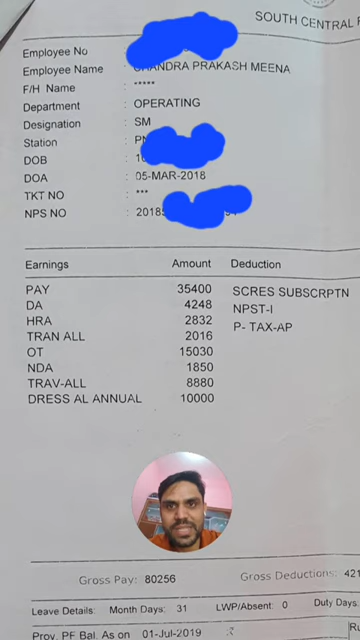 SOUTH CENTRAL
Employee No :
Employee Name : CHANDRA PRAKASH MEENA
F/H Name : *****
Department : OPERATING
Designation : SM
Station :
DOB :
DOA : 05-MAR-2018
TKT NO : ***
NPS NO :
Earnings Amount Deduction
PAY 35400 SCRES SUBSCRPTN
DA 4248 NPST-I
HRA 2832 P- TAX-AP
TRAN ALL 2016
OT 15030
NDA 1850
TRAV-ALL 8880
DRESS AL ANNUAL 10000
Gross Pay: 80256 Gross Deductions: 421
Leave Details: Month Days: 31 LWP/Absent: 0 Duty Days:
Prov. PF Bal. As on 01-Jul-2019